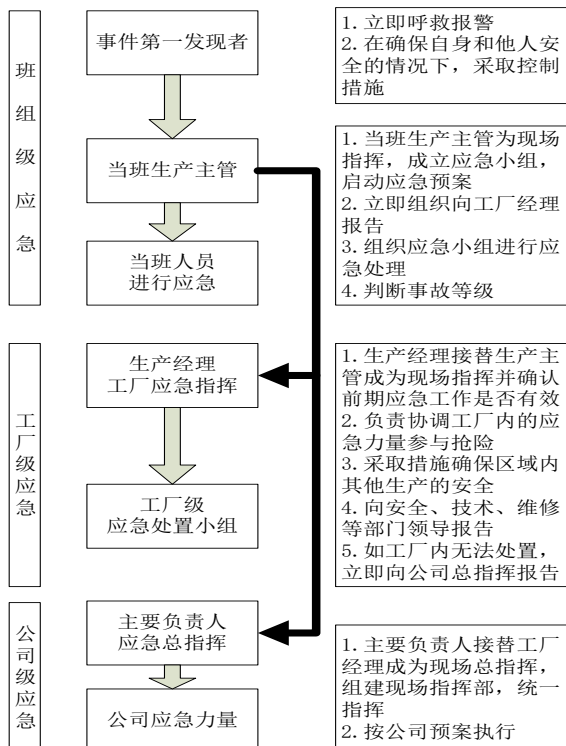 班
组
级
应
急
事件第一发现者
当班生产主管
当班人员
进行应急
1. 立即呼救报警
2. 在确保自身和他人安
全的情况下，采取控制
措施
1. 当班生产主管为现场
指挥，成立应急小组，
启动应急预案
2. 立即组织向工厂经理
报告
3. 组织应急小组进行应
急处理
4. 判断事故等级
工
厂
级
应
急
生产经理
工厂应急指挥
工厂级
应急处置小组
1. 生产经理接替生产主
管成为现场指挥并确认
前期应急工作是否有效
2. 负责协调工厂内的应
急力量参与抢险
3. 采取措施确保区域内
其他生产的安全
4. 向安全、技术、维修
等部门领导报告
5. 如工厂内无法处置，
立即向公司总指挥报告
公
司
级
应
急
主要负责人
应急总指挥
公司应急力量
1. 主要负责人接替工厂
经理成为现场总指挥，
组建现场指挥部，统一
指挥
2. 按公司预案执行